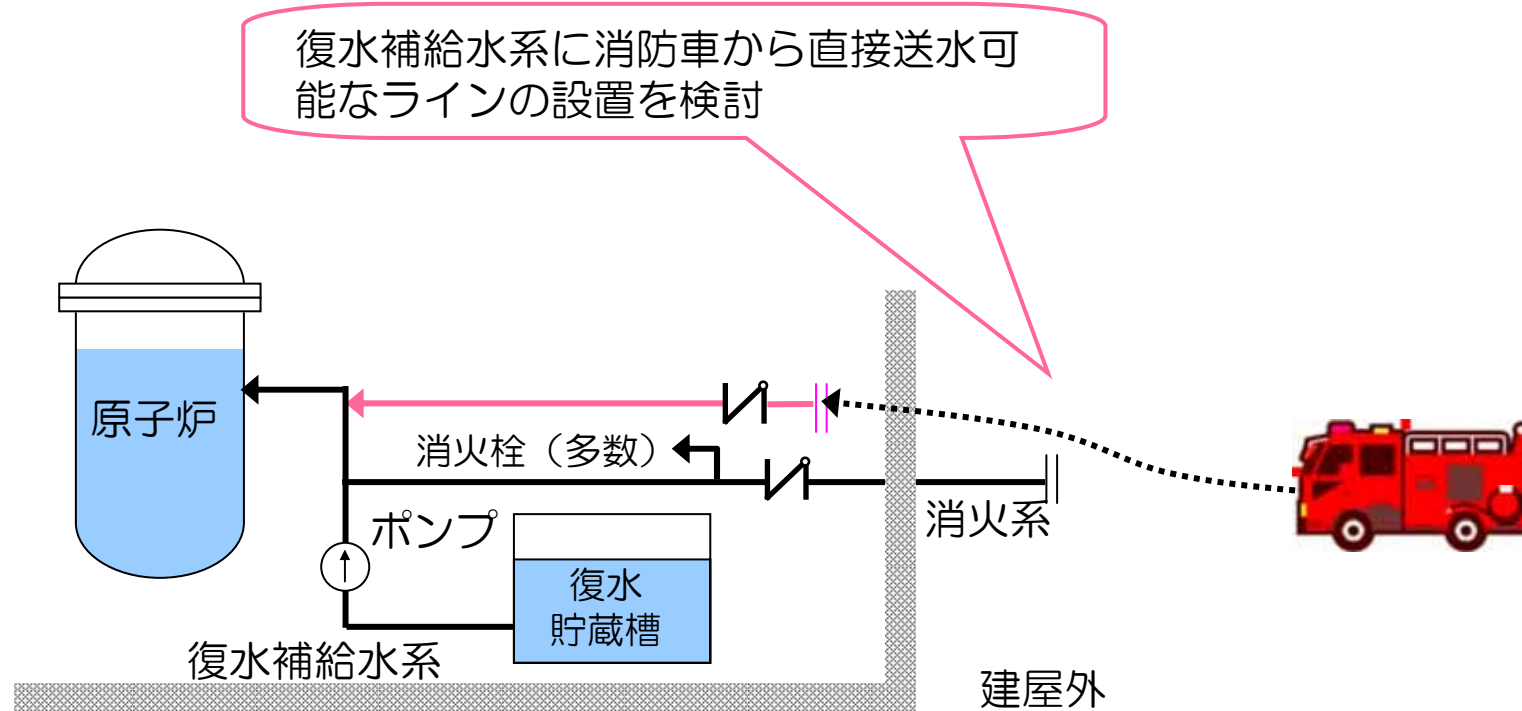 復水補給水系に消防車から直接送水可
能なラインの設置を検討
原子炉
消火栓（多数）
消火系
ポンプ
復水
貯蔵槽
復水補給水系
建屋外